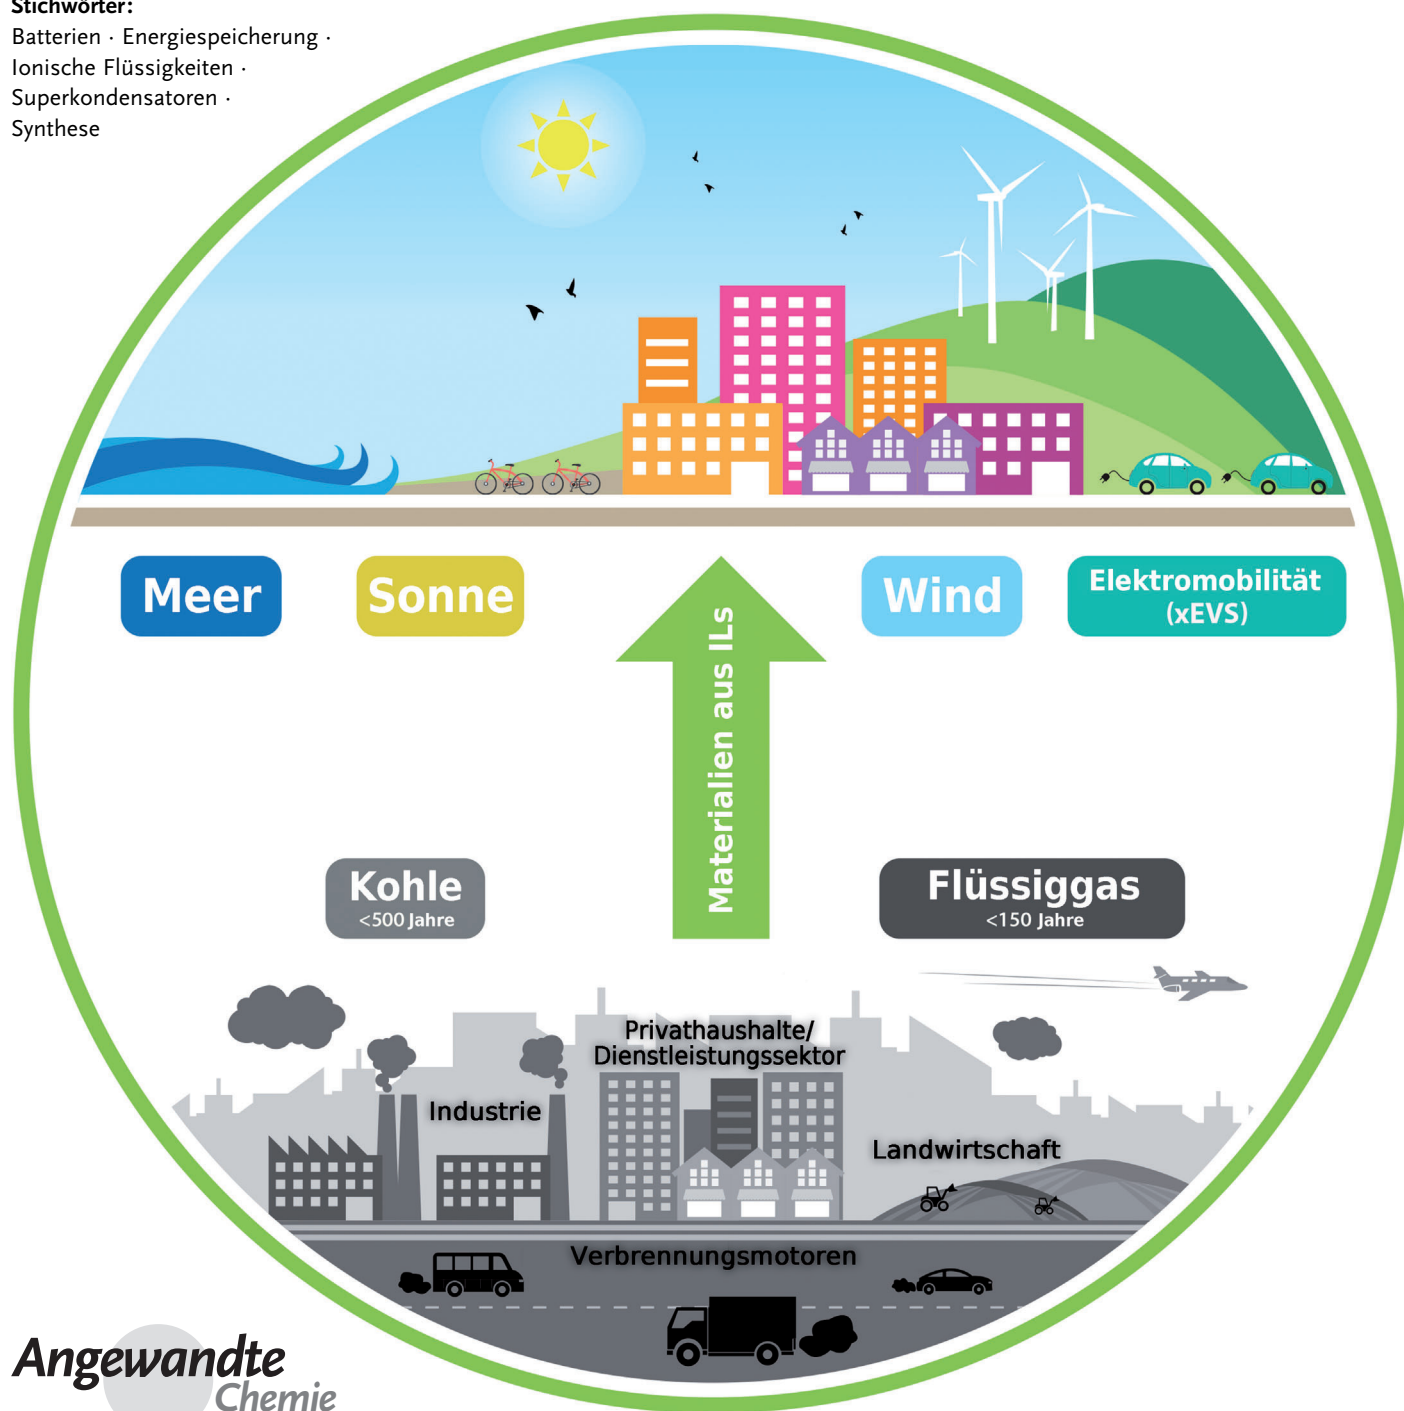 Stichwörter:
Batterien · Energiespeicherung ·
Ionische Flüssigkeiten ·
Superkondensatoren ·
Synthese
Meer
Sonne
Wind
Elektromobilität
(xEVS)
Materialien aus ILs
Kohle
<500 Jahre
Flüssiggas
<150 Jahre
Privathaushalte/
Dienstleistungssektor
Industrie
Landwirtschaft
Verbrennungsmotoren
Angewandte
Chemie